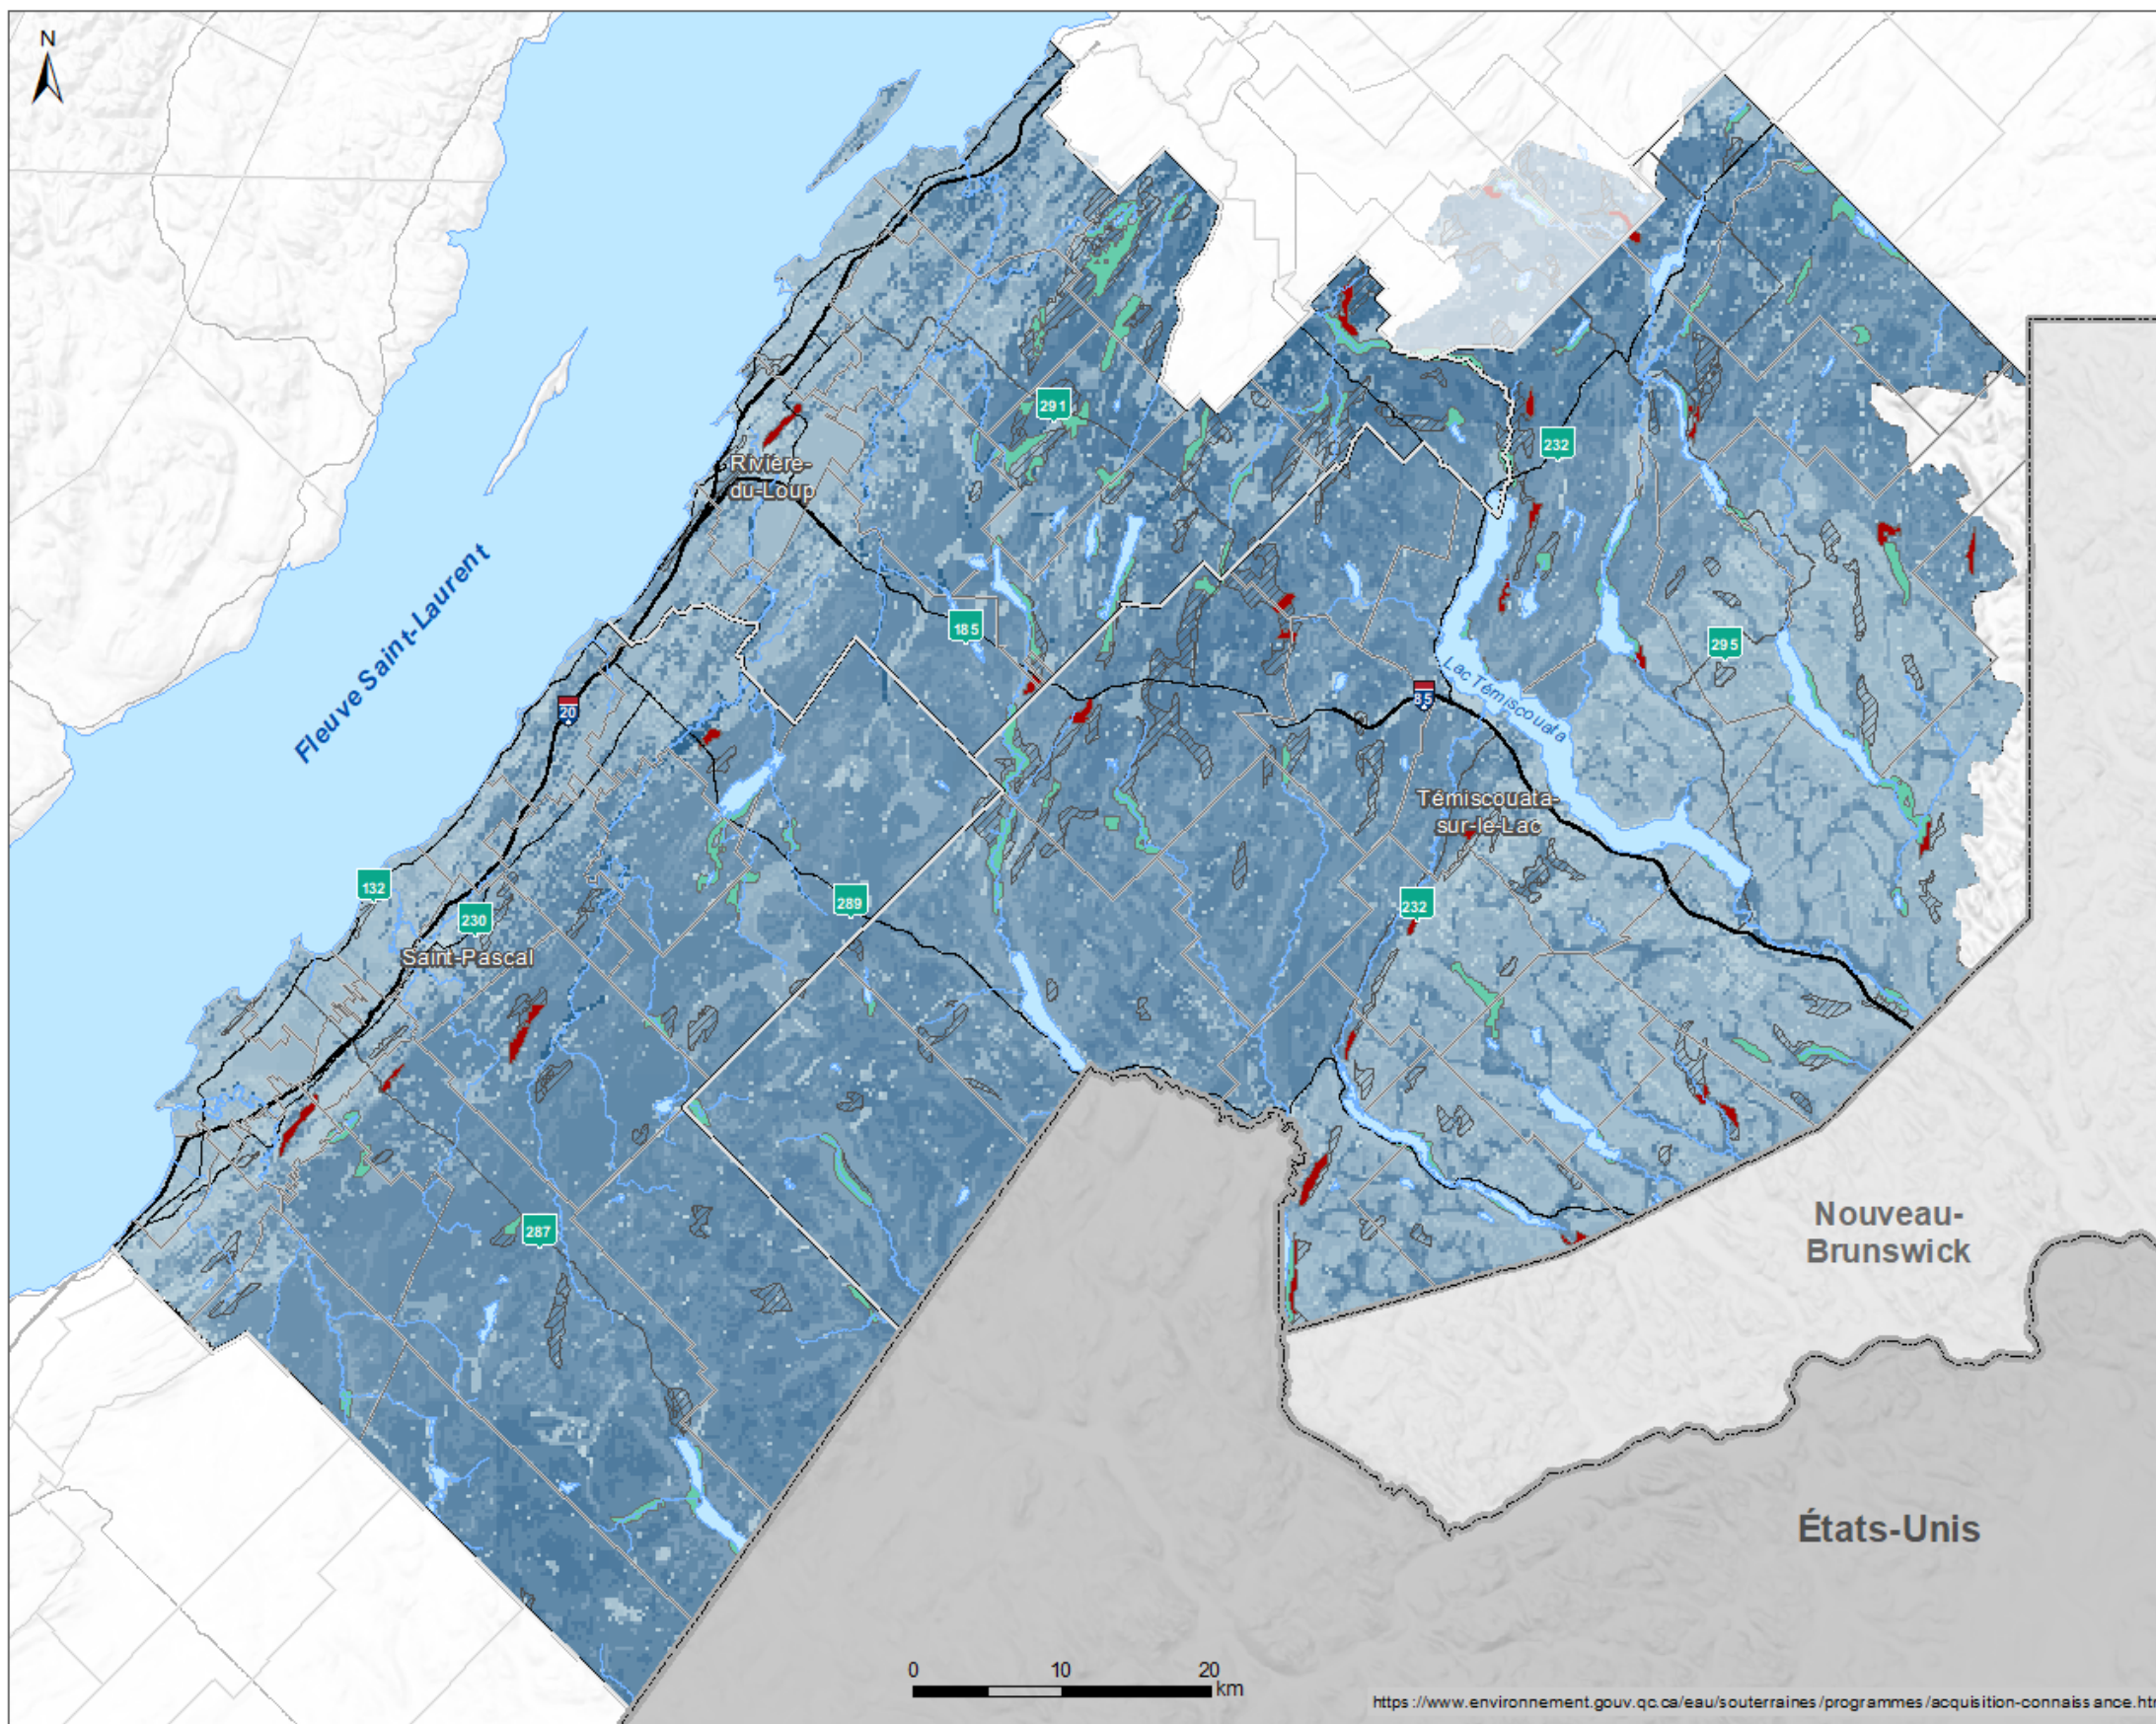 N
291
232
Rivière-
du-Loup
Fleuve Saint-Laurent
185
295
Lac Témiscouata
85
20
Témiscouata-
sur-le-Lac
132
289
232
230
Saint-Pascal
287
Nouveau-
Brunswick
États-Unis
0 10 20
km
https://www.environnement.gouv.qc.ca/eau/souterraines/programmes/acquisition-connaissance.htm